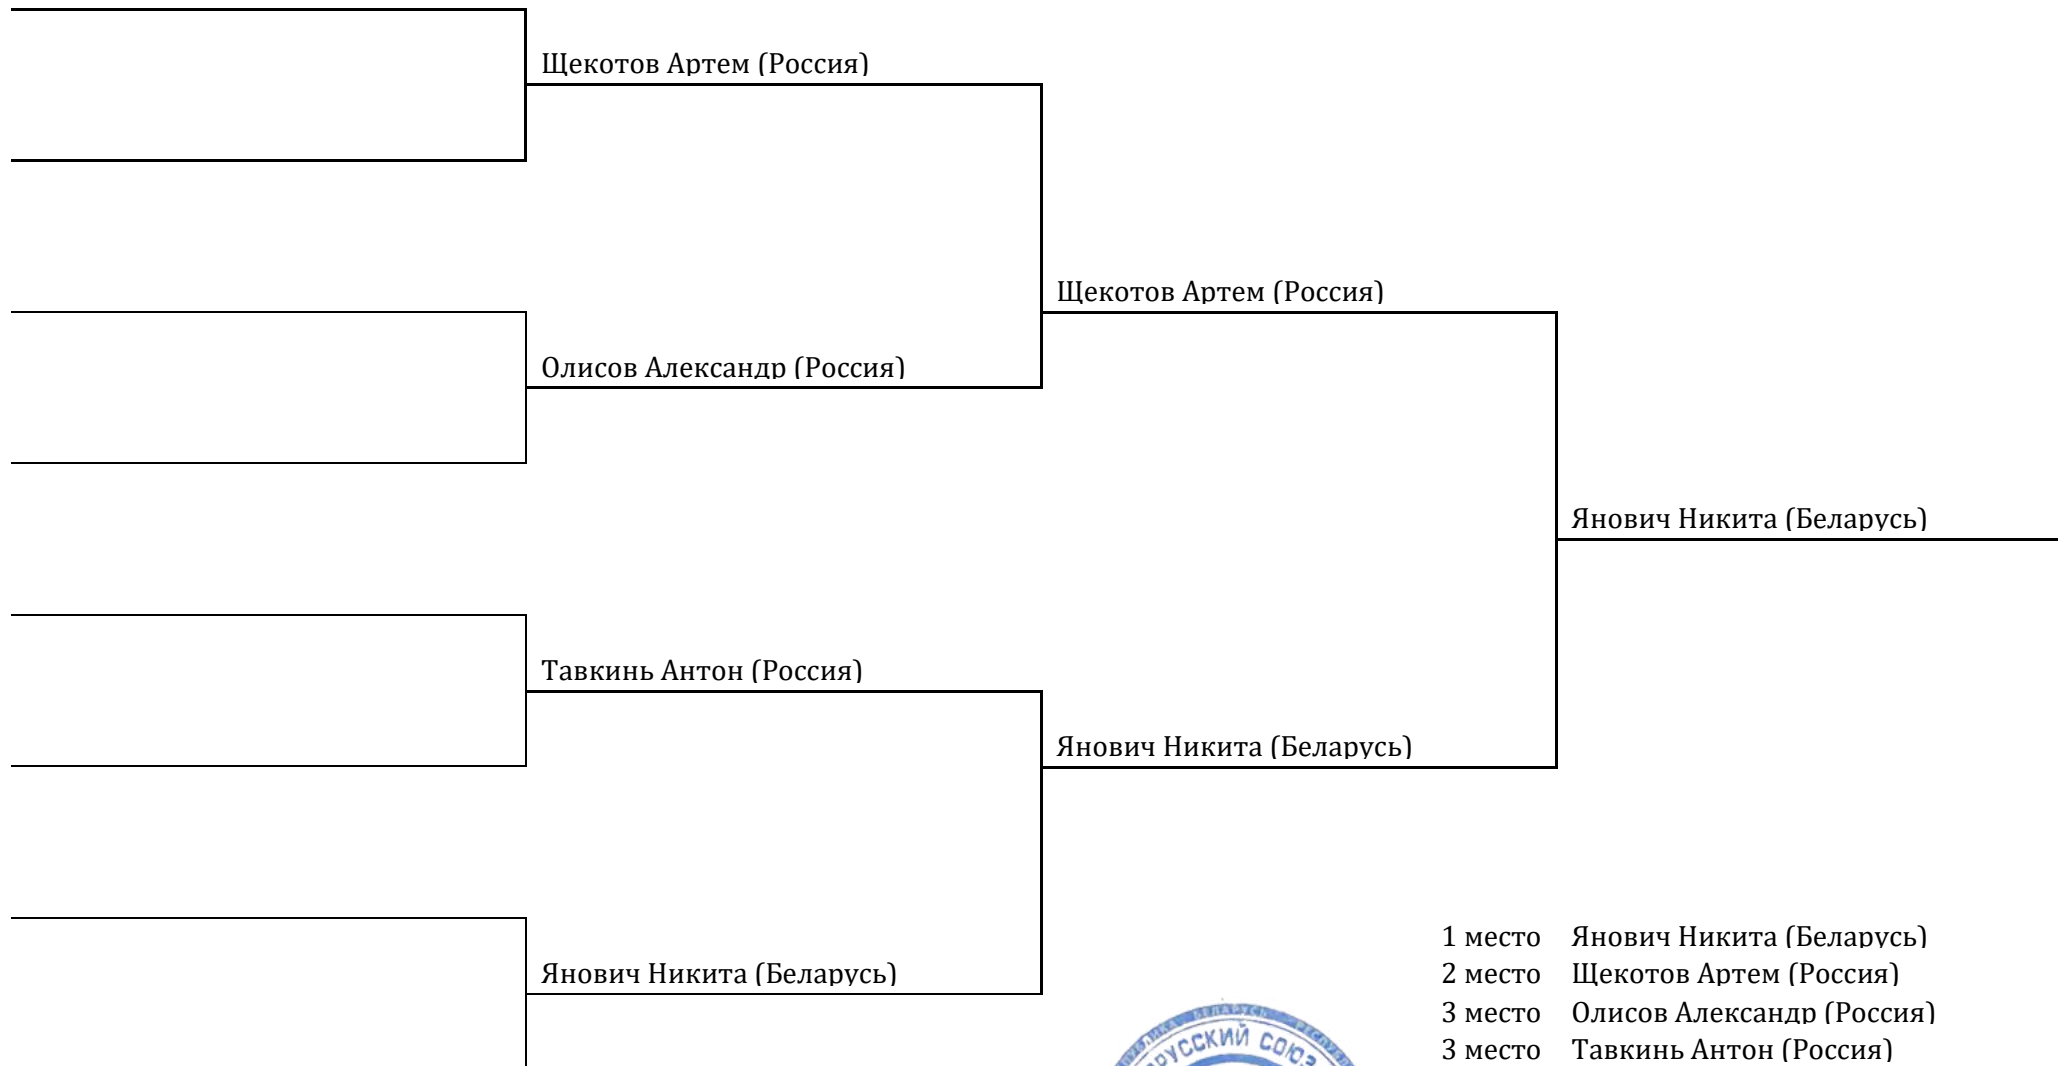 Щекотов Артем (Россия)
Щекотов Артем (Россия)
Олисов Александр (Россия)
Янович Никита (Беларусь)
Тавкинь Антон (Россия)
Янович Никита (Беларусь)
Янович Никита (Беларусь)
1 место Янович Никита (Беларусь)
2 место Щекотов Артем (Россия)
3 место Олисов Александр (Россия)
3 место Тавкинь Антон (Россия)
БЕЛАРУСЬ
СОЮЗ